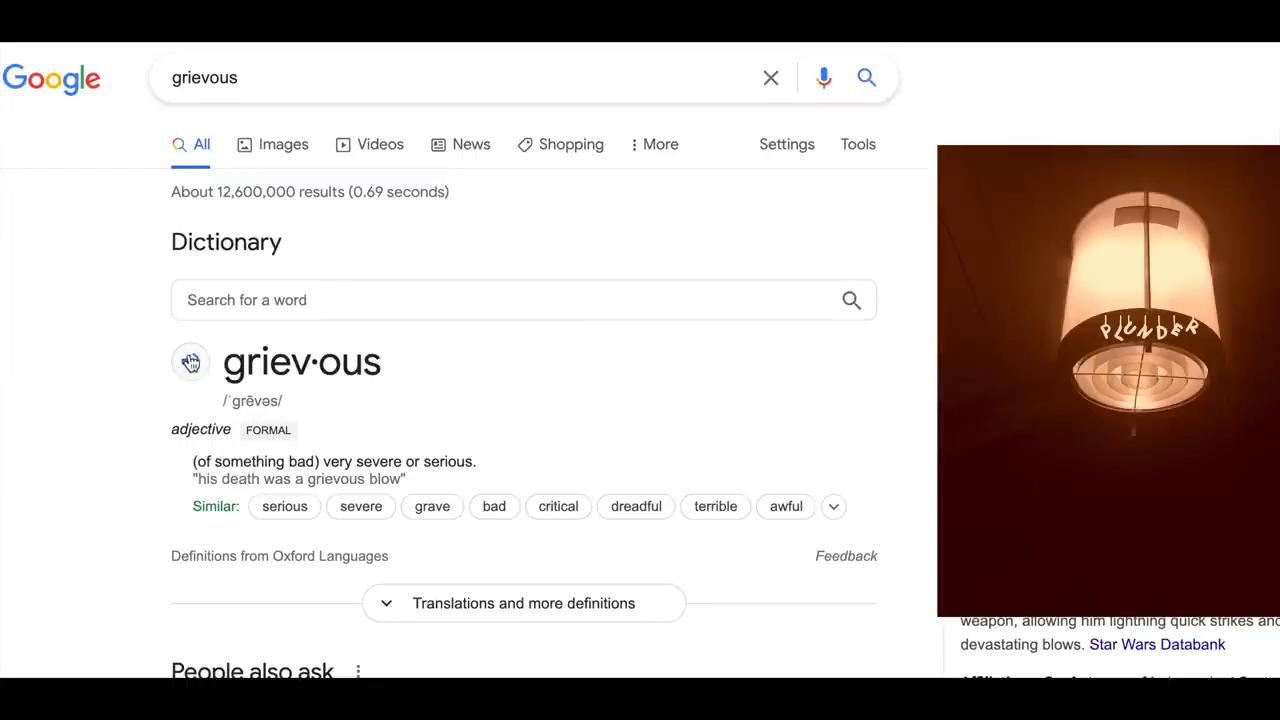 Google
grievous
All Images Videos News Shopping More Settings Tools
About 12,600,000 results (0.69 seconds)
Dictionary
Search for a word
griev·ous
/ˈɡrēvəs/
adjective FORMAL
(of something bad) very severe or serious.
"his death was a grievous blow"
Similar: serious severe grave bad critical dreadful terrible awful
Definitions from Oxford Languages Feedback
Translations and more definitions
People also ask
PLUNDER
weapon, allowing him lightning quick strikes and
devastating blows. Star Wars Databank